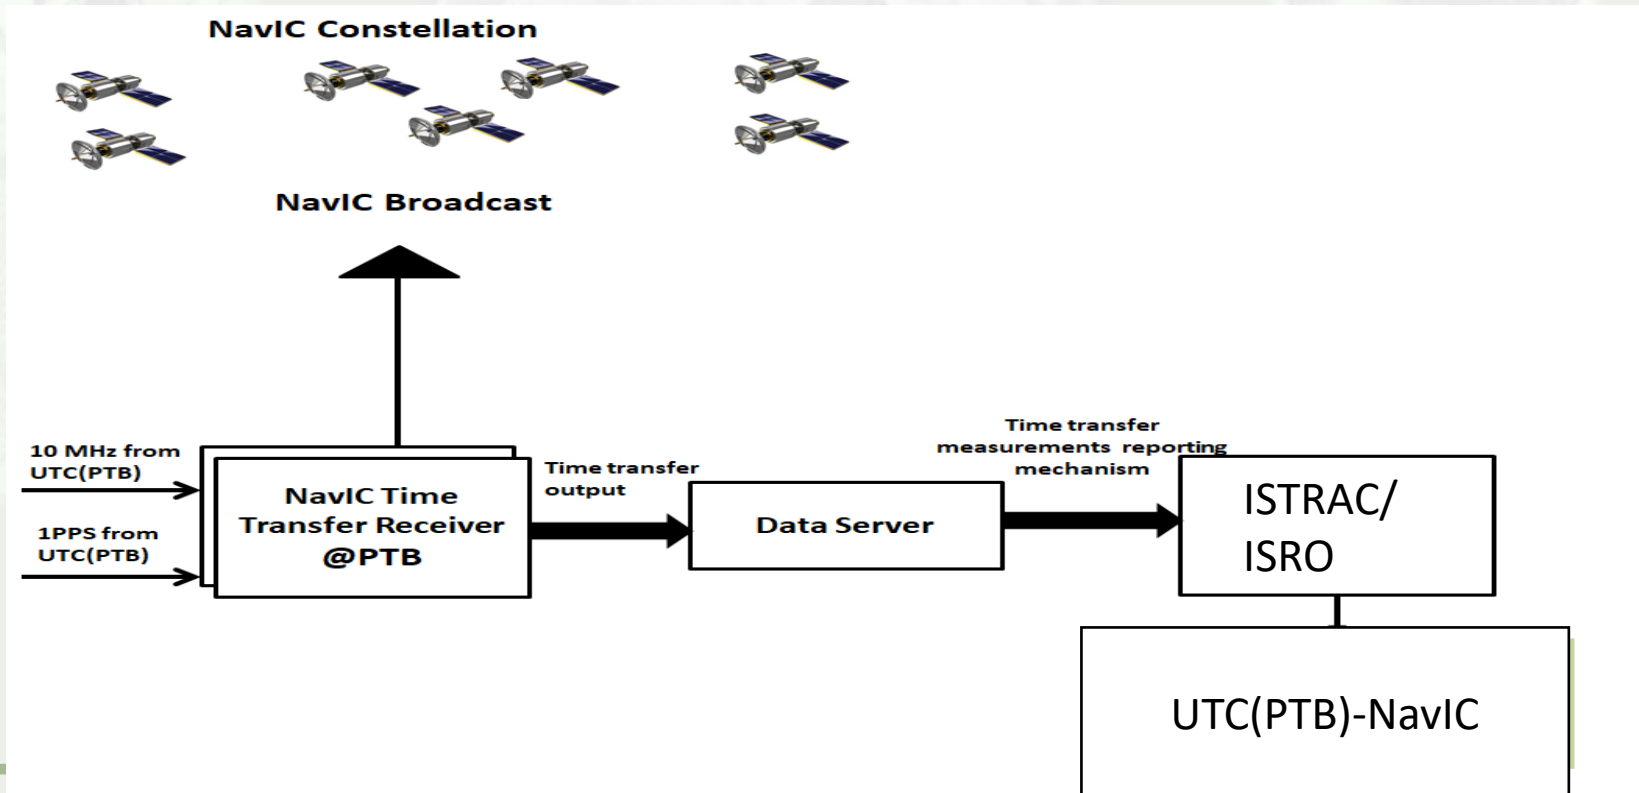 NavIC Constellation
NavIC Broadcast
10 MHz from
UTC(PTB)
1PPS from
UTC(PTB)
NavIC Time
Transfer Receiver
@PTB
Time transfer
output
Data Server
Time transfer
measurements reporting
mechanism
ISTRAC/
ISRO
UTC(PTB)-NavIC